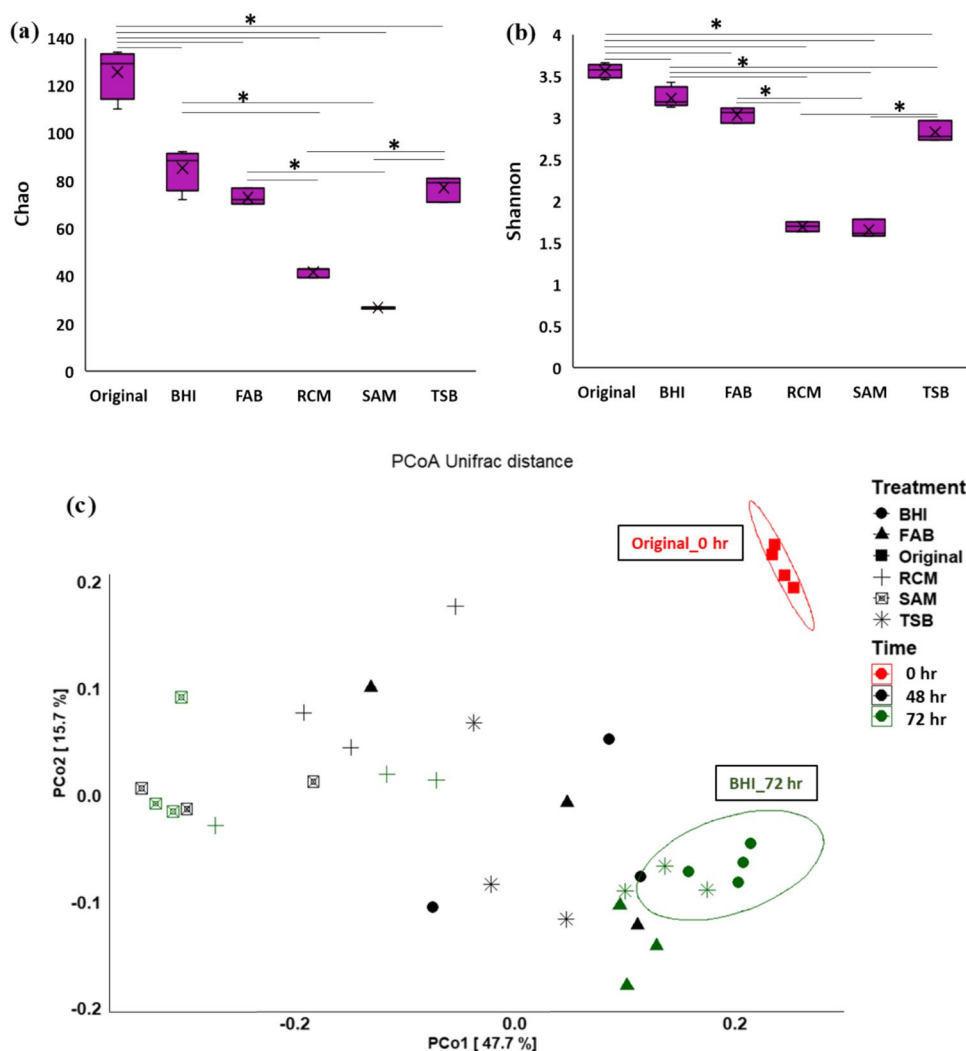 (a)
*
*
*
*
140
120
100
80
60
40
20
0
Chao
Original BHI FAB RCM SAM TSB
(b)
*
*
*
*
4
3.5
3
2.5
2
1.5
1
0.5
0
Shannon
Original BHI FAB RCM SAM TSB
PCoA Unifrac distance
(c)
Original_0 hr
BHI_72 hr
0.2
0.1
0.0
-0.1
-0.2
PCo2 [ 15.7 %]
-0.2 0.0 0.2
PCo1 [ 47.7 %]
Treatment
BHI
FAB
Original
RCM
SAM
TSB
Time
0 hr
48 hr
72 hr